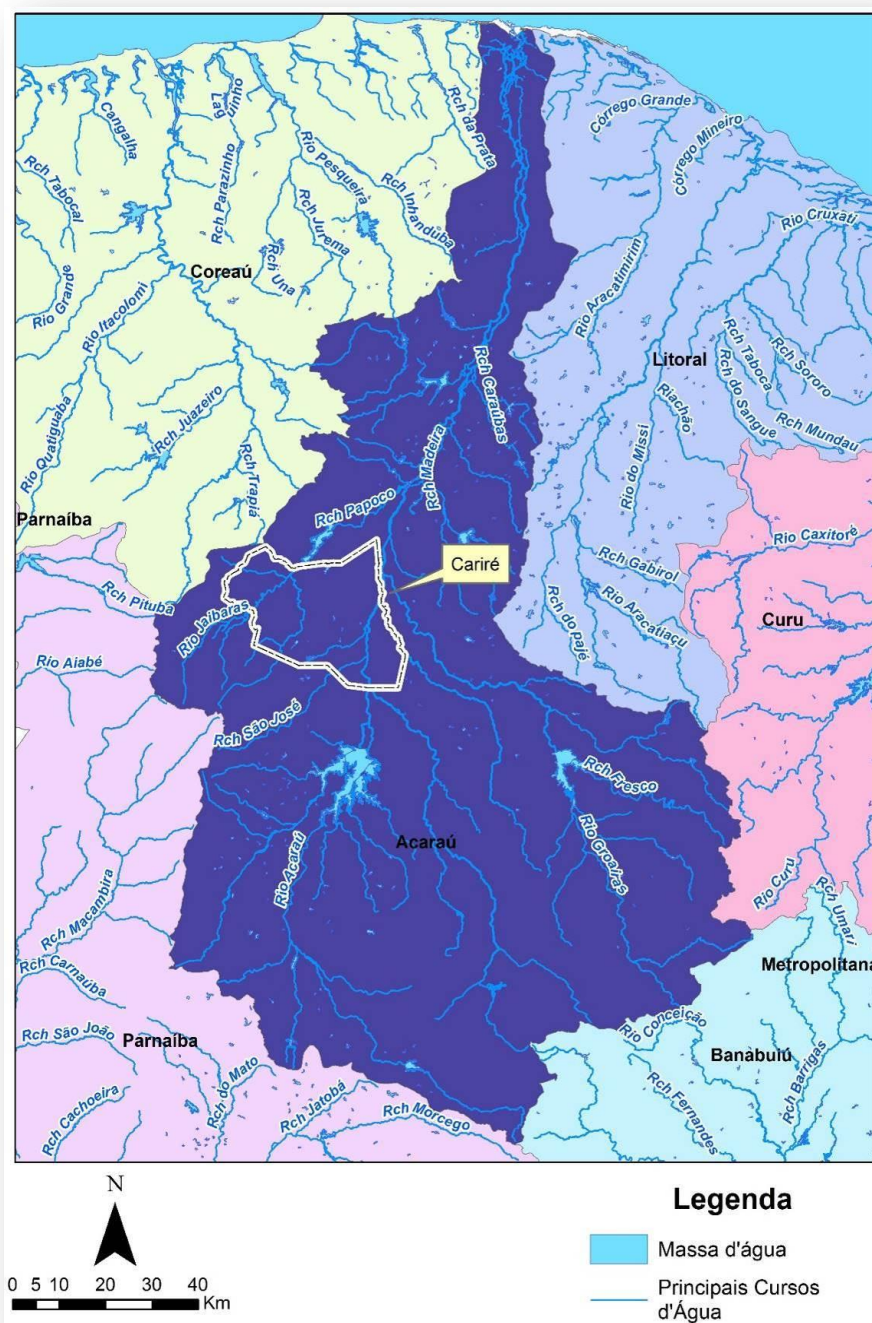 Cangalha
Lag
uinho
Rch da Prata
Córrego Grande
Córrego Mineiro
Rch Tabocal
Rch Parazinho
Rio Pesqueira
Rch Inhanduba
Rio Cruxati
Rch Jurema
Rch Una
Coreaú
Rio Grande
Rio Itacolomi
Rio Aracatimirim
Litoral
Rch Caraúbas
Rch Taboca
Rch Sororo
Rch do Sangue
Riachão
Rch Mundau
Rch Juazeiro
Rio Quatiguaba
Rch Trapia
Rch Madeira
Rio do Missi
Rch Papoco
Parnaíba
Rio Caxitoré
Cariré
Rch Gabirol
Rch Pituba
Rio Jaibaras
Rch do pajé
Rio Aracatiaçu
Curu
Rio Aiabé
Rch São José
Rch Fresco
Acaraú
Rio Acaraú
Rio Groaíras
Rio Curu
Rch Umari
Rch Macambira
Rch Carnaúba
Metropolitana
Rch São João
Parnaíba
Rio Conceição
Banabuiú
Rch Barrigas
Rch Cachoeira
Rch do Mato
Rch Jatobá
Rch Morcego
Rch Fernandes
N
0 5 10 20 30 40
Km
Legenda
Massa d'água
Principais Cursos
d'Água